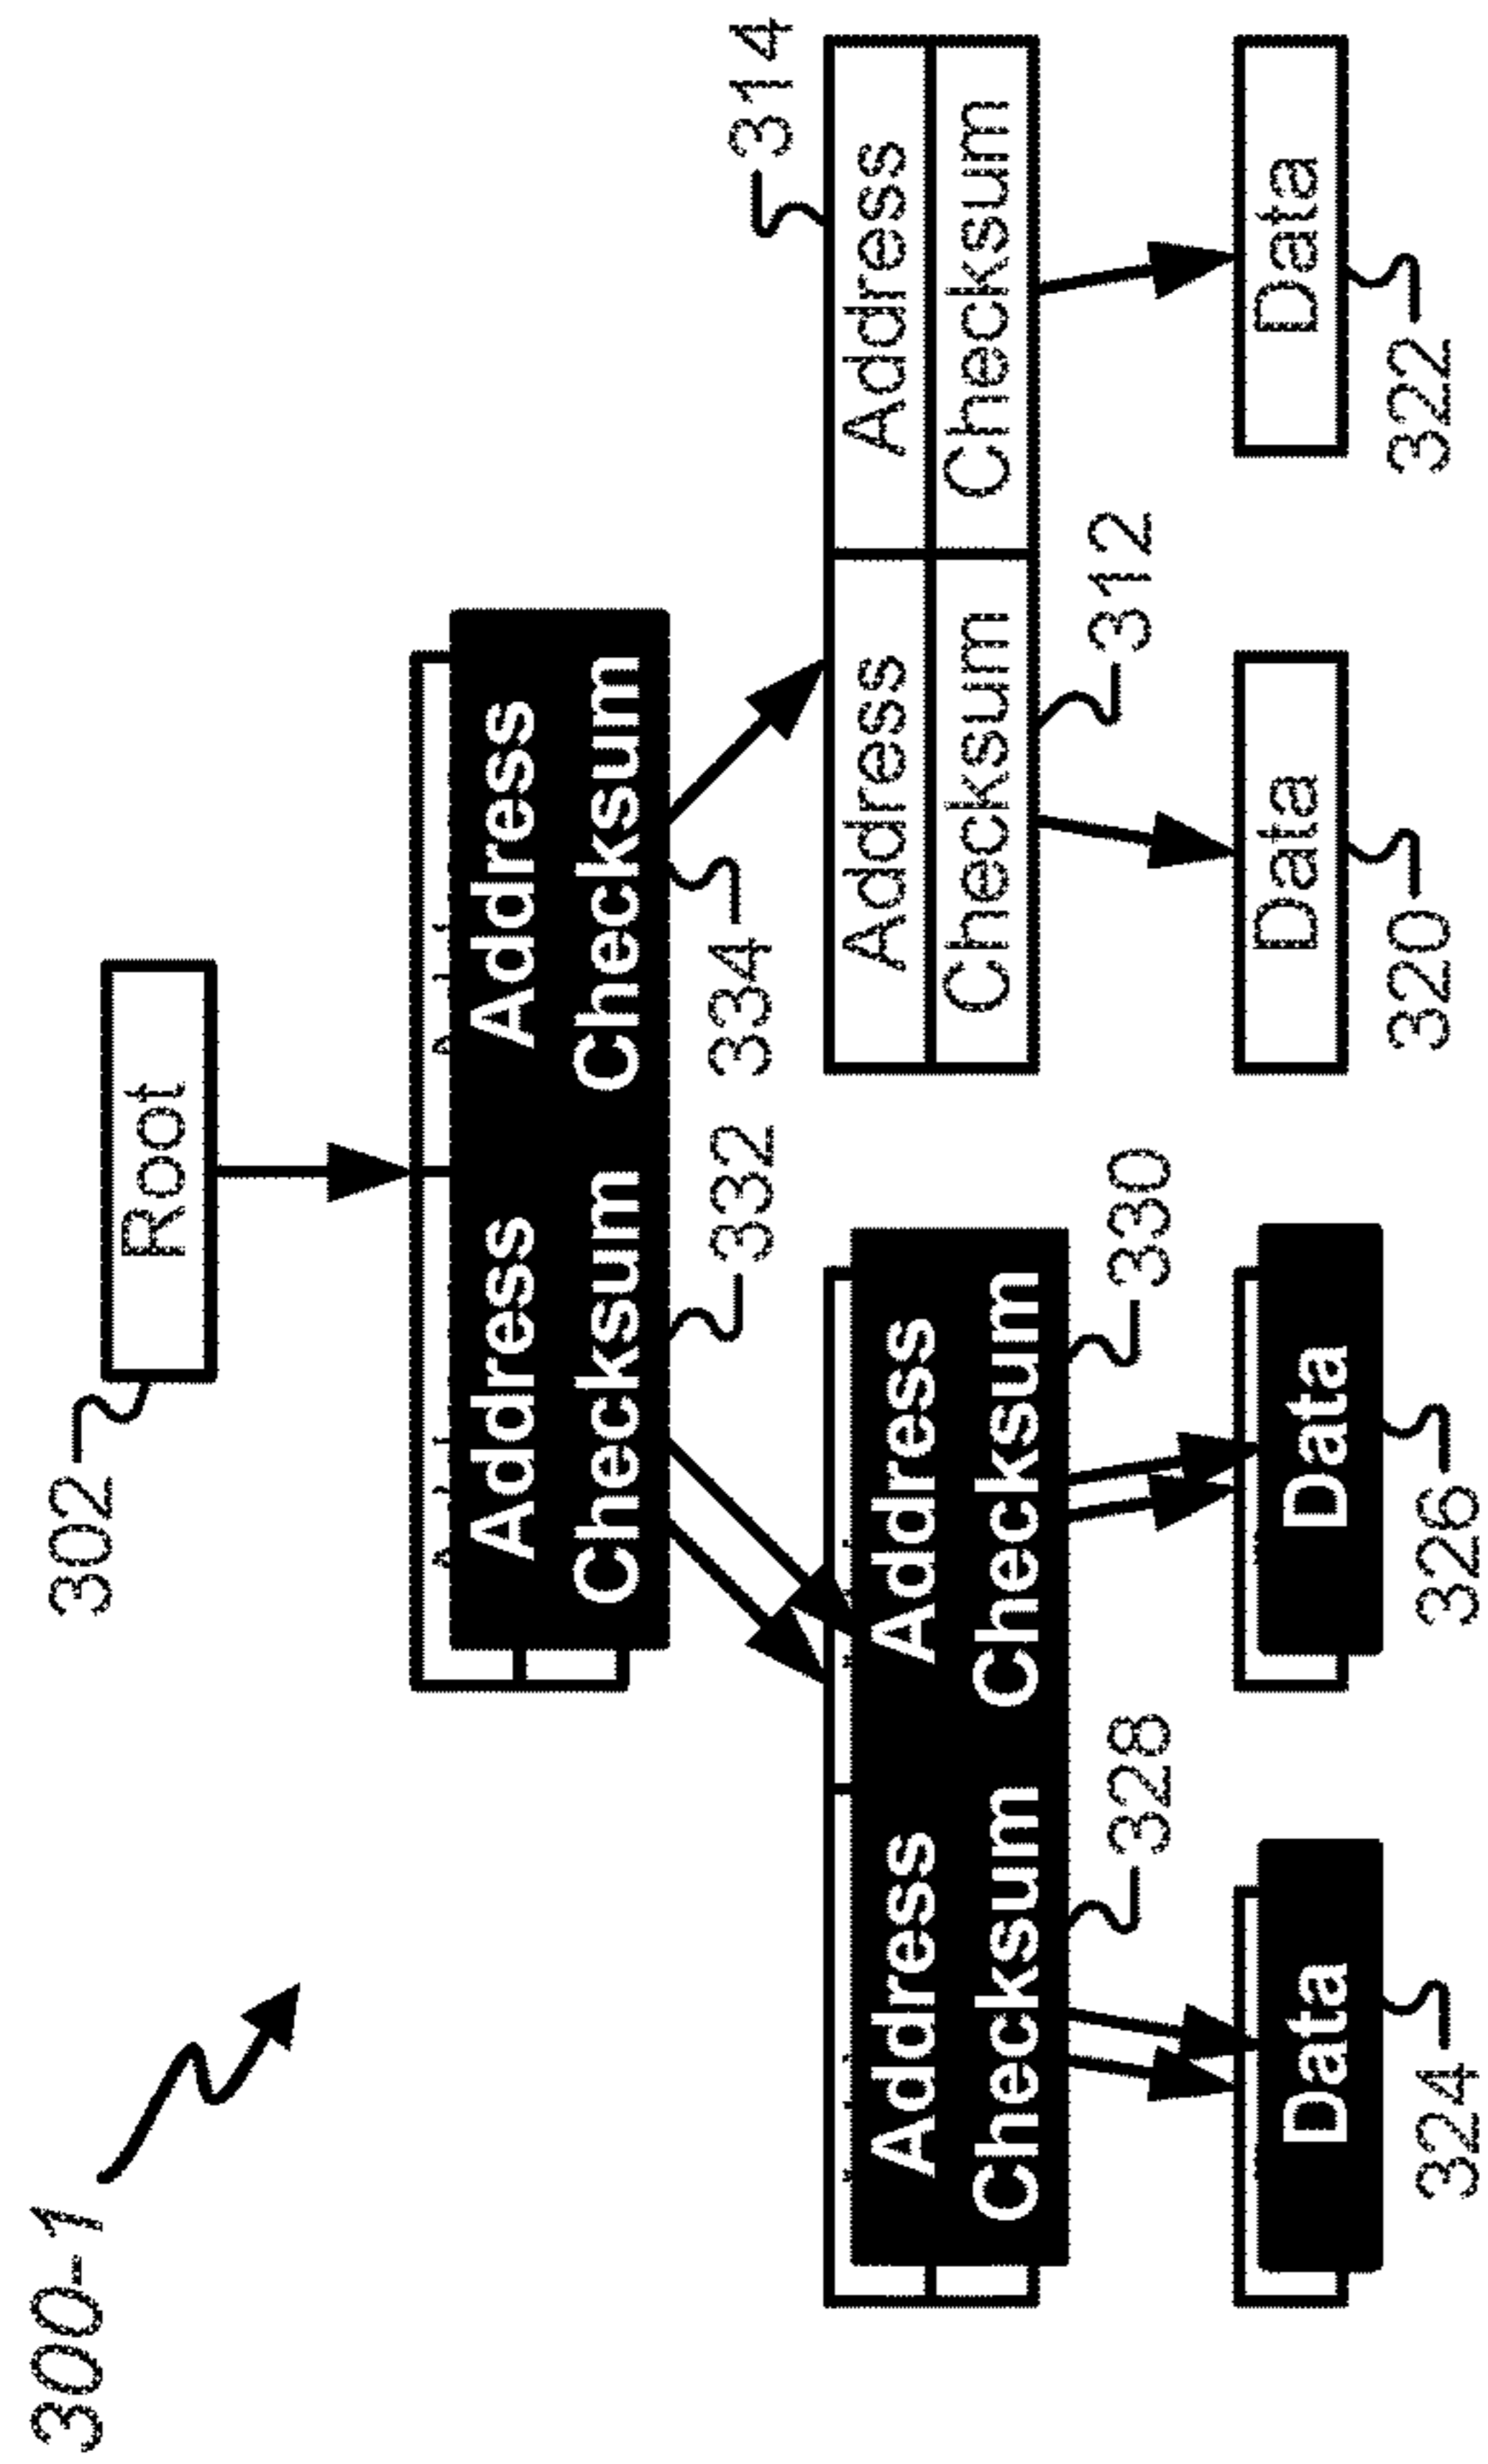 300-1
302
Root
Address Address
Checksum Checksum
332 334
Address Address
Checksum Checksum
328 330
Address Address
Checksum Checksum
314
312
Data
324
Data
326
Data
320
Data
322